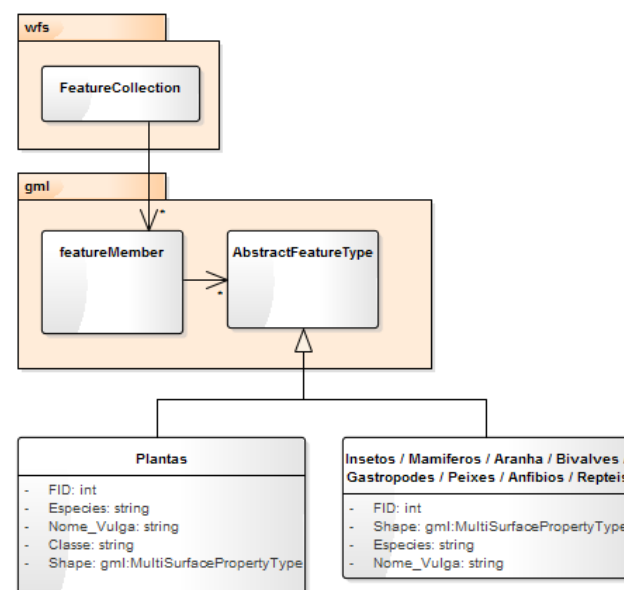 wfs
FeatureCollection
*
gml
featureMember
AbstractFeatureType
*
Plantas
- FID: int
- Especies: string
- Nome_Vulga: string
- Classe: string
- Shape: gml:MultiSurfacePropertyType
Insetos / Mamiferos / Aranha / Bivalves /
Gastropodes / Peixes / Anfibios / Repteis
- FID: int
- Shape: gml:MultiSurfacePropertyType
- Especies: string
- Nome_Vulga: string